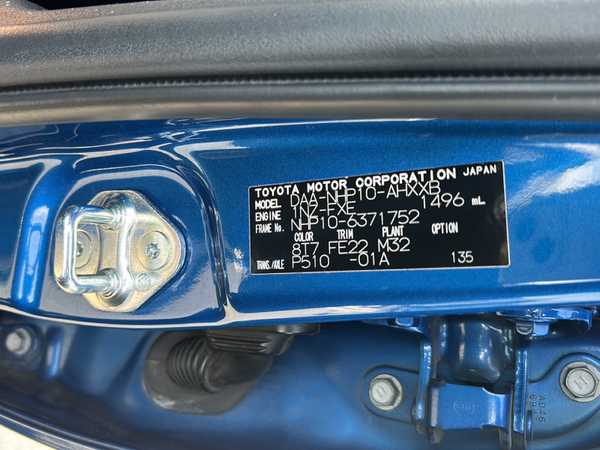 TOYOTA MOTOR CORPORATION JAPAN
MODEL DAA-NHP10-AHXXB
ENGINE 1NZ-FXE 1496 mL
FRAME No. NHP10-6371752
COLOR TRIM PLANT OPTION
8T7 FE22 M32
TRANS./AXLE P510 -01A 135